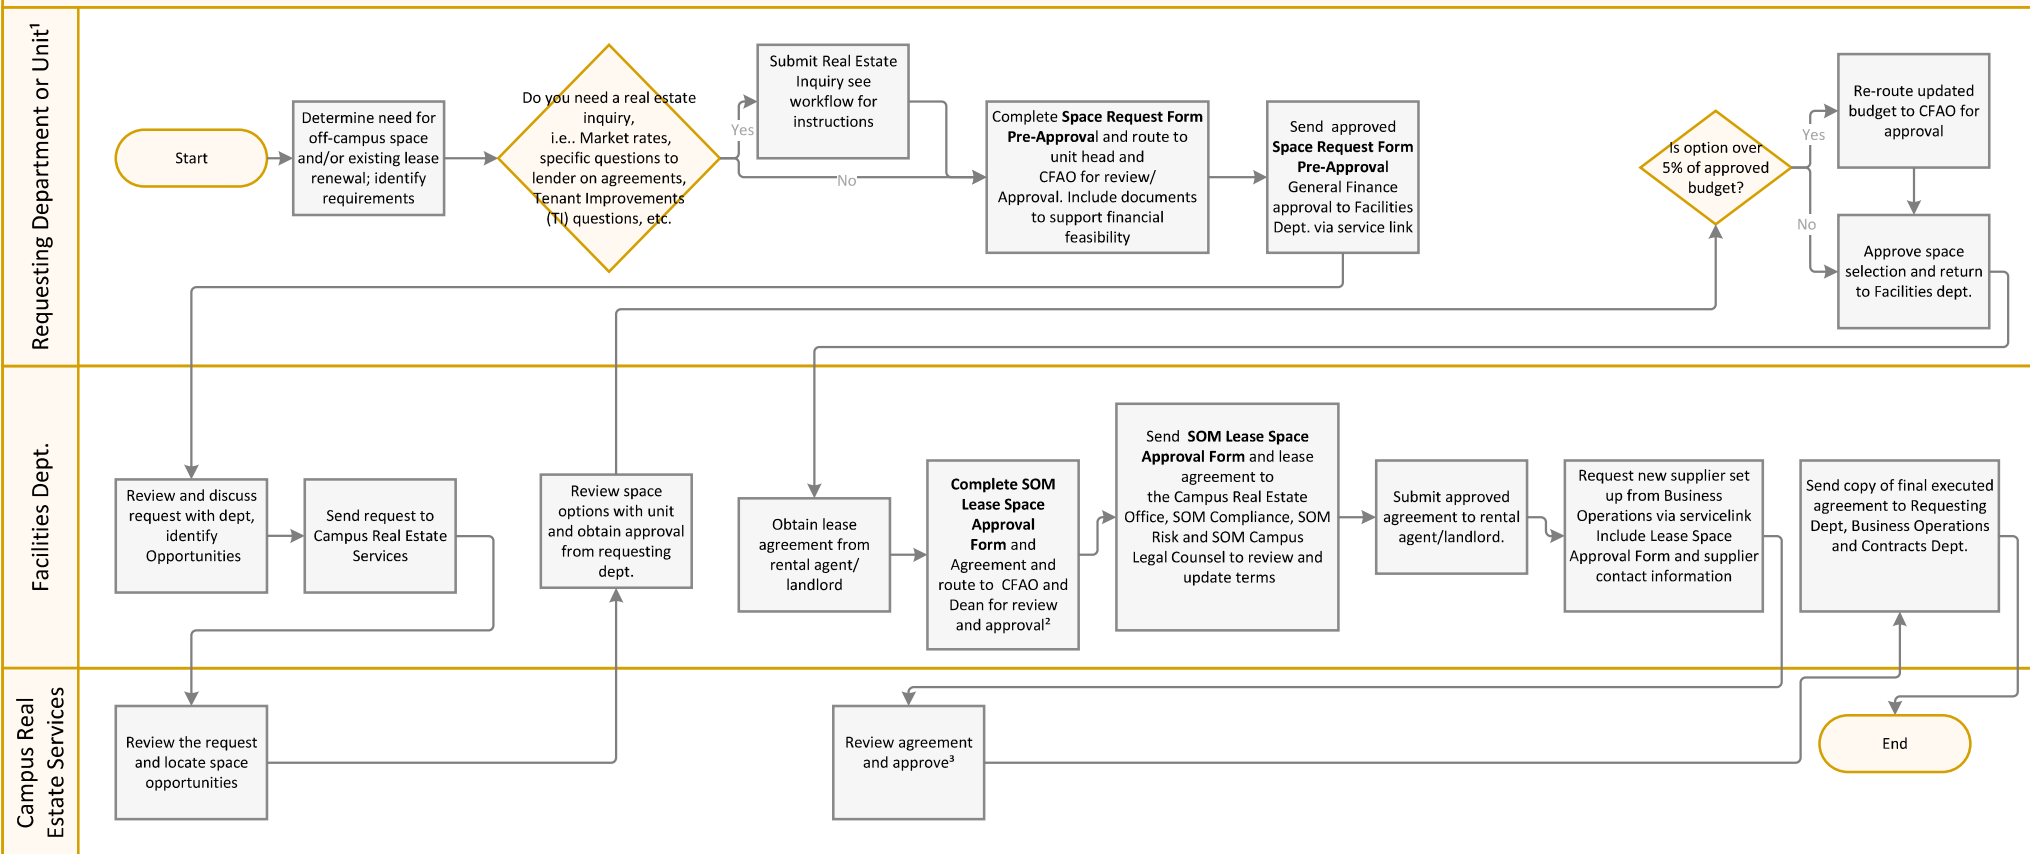 Requesting Department or Unit¹
Start
Determine need for
off-campus space
and/or existing lease
renewal; identify
requirements
Do you need a real estate
inquiry,
i.e.. Market rates,
specific questions to
lender on agreements,
Tenant Improvements
(TI) questions, etc.
Yes
No
Submit Real Estate
Inquiry see
workflow for
instructions
Complete Space Request Form
Pre-Approval and route to
unit head and
CFAO for review/
Approval. Include documents
to support financial
feasibility
Send approved
Space Request Form
Pre-Approval
General Finance
approval to Facilities
Dept. via service link
Is option over
5% of approved
budget?
Yes
No
Re-route updated
budget to CFAO for
approval
Approve space
selection and return
to Facilities dept.
Facilities Dept.
Review and discuss
request with dept,
identify
Opportunities
Send request to
Campus Real Estate
Services
Review space
options with unit
and obtain approval
from requesting
dept.
Obtain lease
agreement from
rental agent/
landlord
Complete SOM
Lease Space
Approval
Form and
Agreement and
route to CFAO and
Dean for review
and approval²
Send SOM Lease Space
Approval Form and lease
agreement to
the Campus Real Estate
Office, SOM Compliance, SOM
Risk and SOM Campus
Legal Counsel to review and
update terms
Submit approved
agreement to rental
agent/landlord.
Request new supplier set
up from Business
Operations via servicelink
Include Lease Space
Approval Form and supplier
contact information
Send copy of final executed
agreement to Requesting
Dept, Business Operations
and Contracts Dept.
Campus Real
Estate Services
Review the request
and locate space
opportunities
Review agreement
and approve³
End